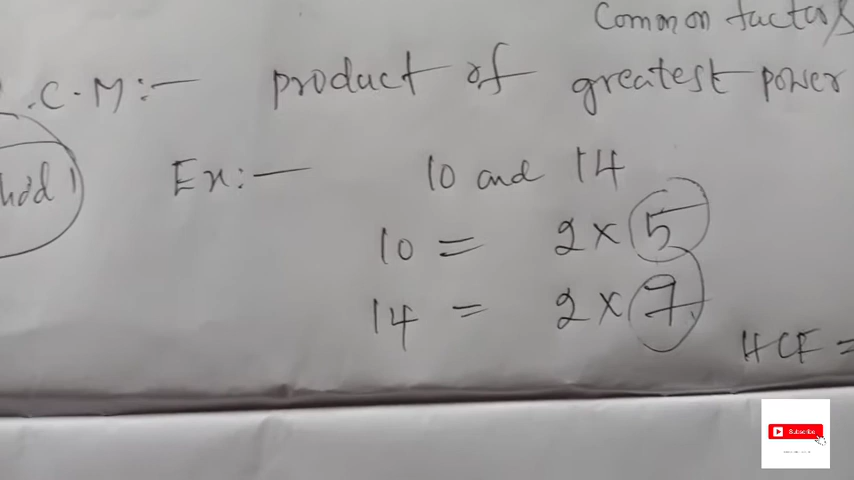 Common factors
.C.M:- product of greatest power
hod 1
Ex:- 10 and 14
10 = 2 × 5
14 = 2 × 7
HCF =
Subscribe